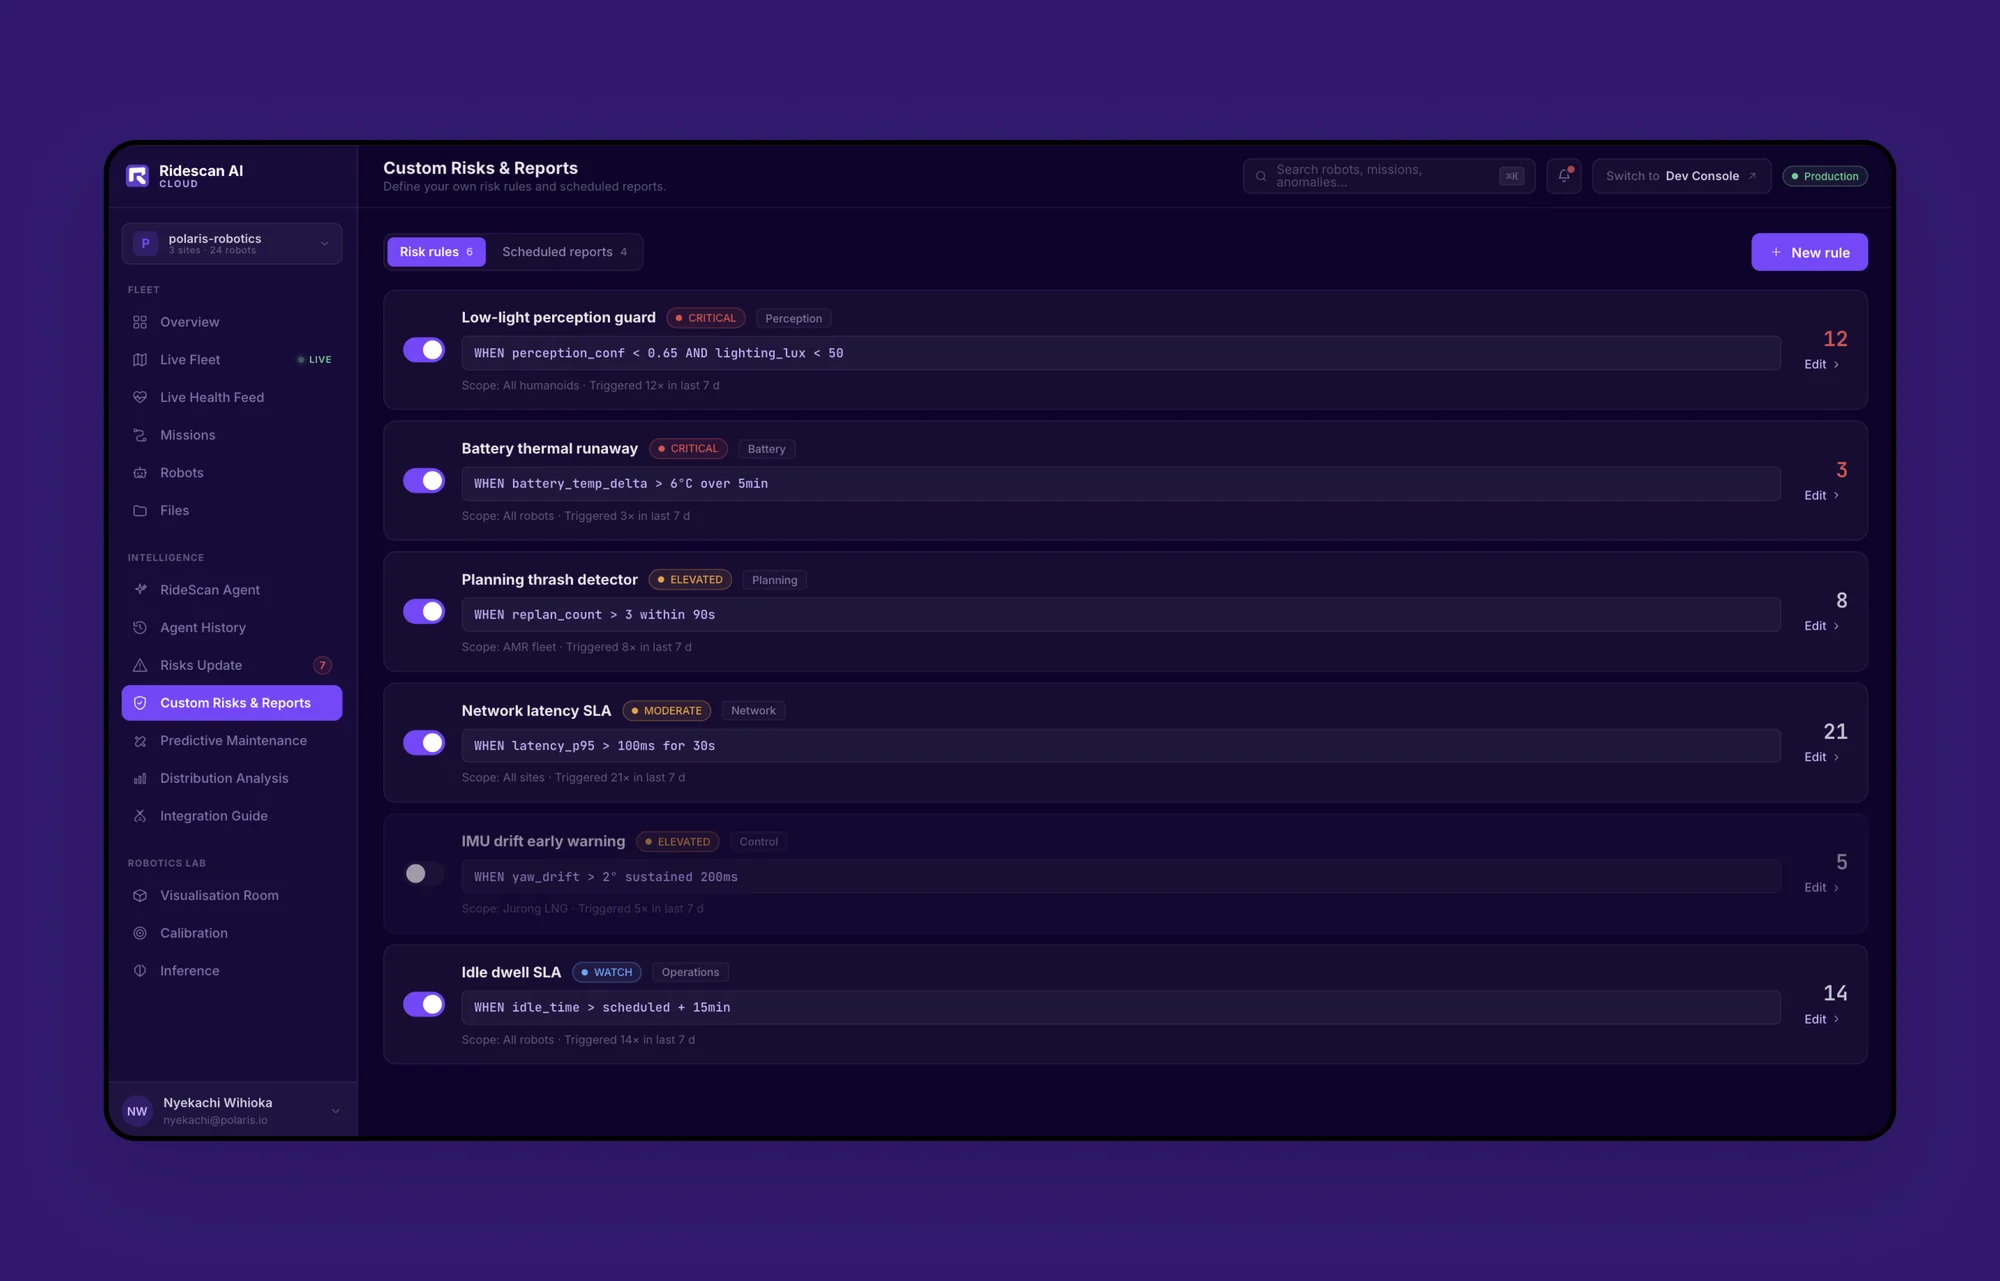 Ridescan AI
CLOUD
P
polaris-robotics
3 sites · 24 robots
FLEET
Overview
Live Fleet
LIVE
Live Health Feed
Missions
Robots
Files
INTELLIGENCE
RideScan Agent
Agent History
Risks Update
7
Custom Risks & Reports
Predictive Maintenance
Distribution Analysis
Integration Guide
ROBOTICS LAB
Visualisation Room
Calibration
Inference
NW
Nyekachi Wihioka
nyekachi@polaris.io
Custom Risks & Reports
Define your own risk rules and scheduled reports.
Search robots, missions,
anomalies...
⌘K
Switch to Dev Console ↗
Production
Risk rules 6
Scheduled reports 4
+ New rule
Low-light perception guard
CRITICAL
Perception
WHEN perception_conf < 0.65 AND lighting_lux < 50
Scope: All humanoids · Triggered 12× in last 7 d
12
Edit
Battery thermal runaway
CRITICAL
Battery
WHEN battery_temp_delta > 6°C over 5min
Scope: All robots · Triggered 3× in last 7 d
3
Edit
Planning thrash detector
ELEVATED
Planning
WHEN replan_count > 3 within 90s
Scope: AMR fleet · Triggered 8× in last 7 d
8
Edit
Network latency SLA
MODERATE
Network
WHEN latency_p95 > 100ms for 30s
Scope: All sites · Triggered 21× in last 7 d
21
Edit
IMU drift early warning
ELEVATED
Control
WHEN yaw_drift > 2° sustained 200ms
Scope: Jurong LNG · Triggered 5× in last 7 d
5
Edit
Idle dwell SLA
WATCH
Operations
WHEN idle_time > scheduled + 15min
Scope: All robots · Triggered 14× in last 7 d
14
Edit